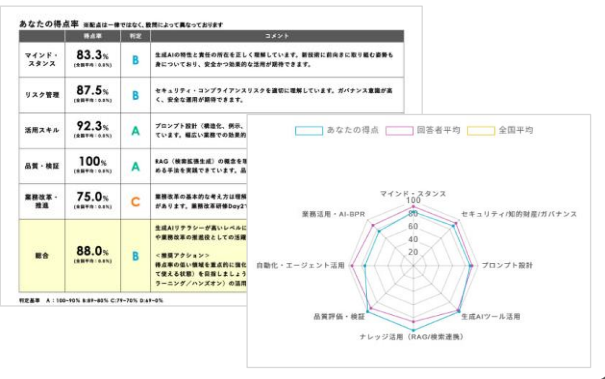 あなたの得点率 ※配点は一律ではなく、設問によって異なっております
得点率 判定 コメント
マインド・スタンス 83.3% (全国平均:0.0%) B 生成AIの特性と責任の所在を正しく理解しています。新技術に前向きに取り組む姿勢も
身についており、安全かつ効果的な活用が期待できます。
リスク管理 87.5% (全国平均:0.0%) B セキュリティ・コンプライアンスリスクを適切に理解しています。ガバナンス意識が高
く、安全な運用が期待できます。
活用スキル 92.3% (全国平均:0.0%) A プロンプト設計(構造化、例示、
ています。幅広い業務での効果的
品質・検証 100% (全国平均:0.0%) A RAG(検索拡張生成)の概念を
める手法を実践できています。品
業務改革・推進 75.0% (全国平均:0.0%) C 業務改革の基本的な考え方は理解
があります。業務改革研修Day2
総合 88.0% (全国平均:0.0%) B 生成AIリテラシーが高いレベルに
や業務改革の推進役としての活躍
<推奨アクション>
得点率の低い領域を重点的に強化
て使える状態)を目指しましょう
ラーニング/ハンズオン)の活用
判定基準 A:100~90% B:89~80% C:79~70% D:69~0%
あなたの得点 回答者平均 全国平均
マインド・スタンス
100
80
60
40
20
セキュリティ/知的財産/ガバナンス
プロンプト設計
生成AIツール活用
ナレッジ活用(RAG/検索連携)
品質評価・検証
自動化・エージェント活用
業務活用・AI-BPR